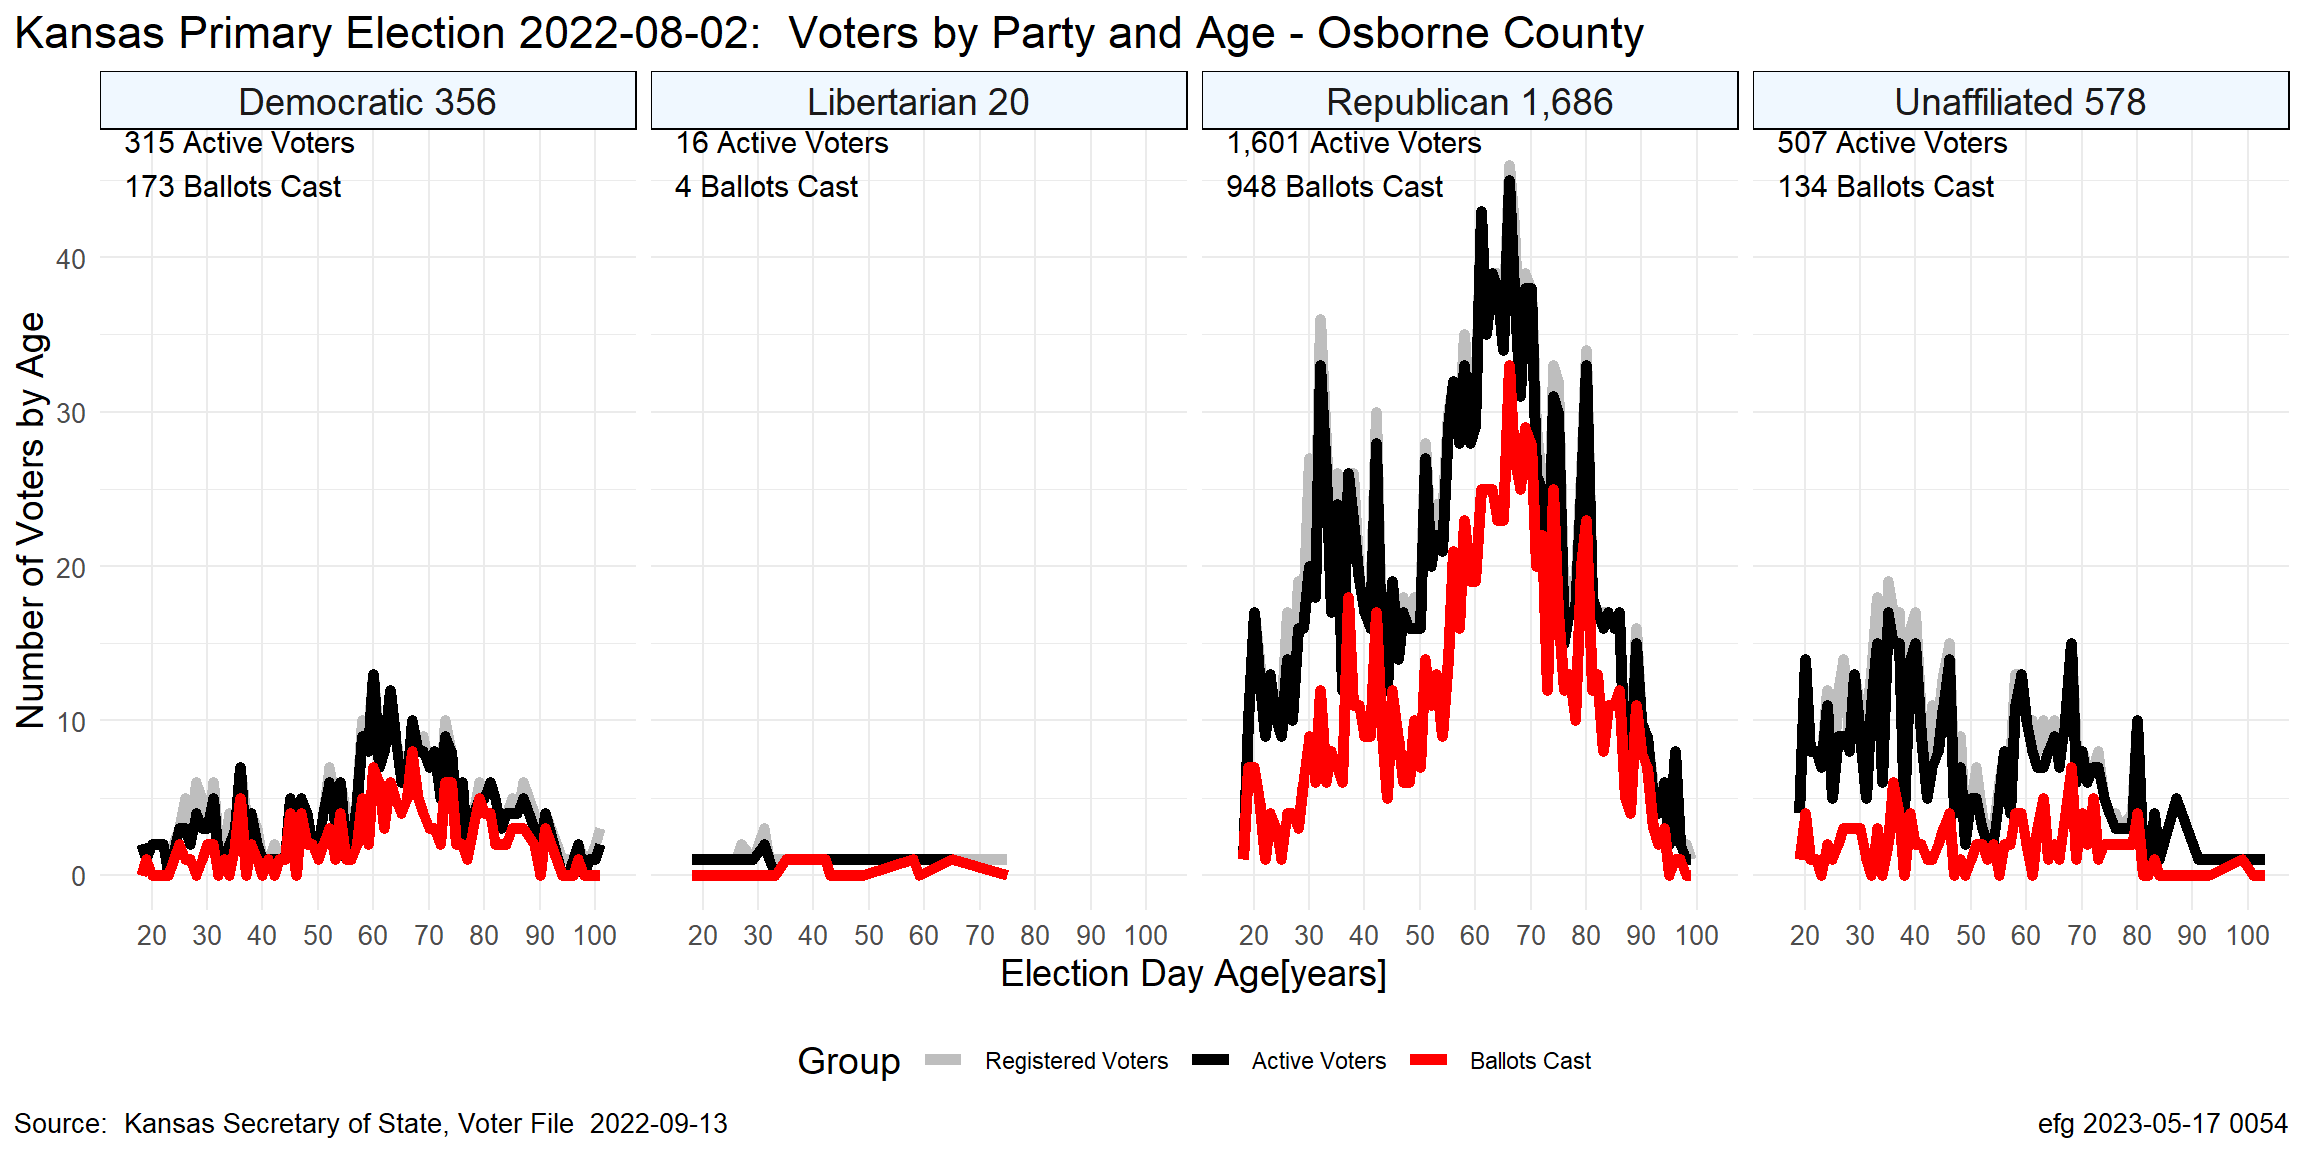 Kansas Primary Election 2022-08-02:  Voters by Party and Age - Osborne County
Democratic 356
Libertarian 20
Republican 1,686
Unaffiliated 578
315 Active Voters
173 Ballots Cast
16 Active Voters
4 Ballots Cast
1,601 Active Voters
948 Ballots Cast
507 Active Voters
134 Ballots Cast
Number of Voters by Age
40
30
20
10
0
20 30 40 50 60 70 80 90 100
20 30 40 50 60 70 80 90 100
20 30 40 50 60 70 80 90 100
20 30 40 50 60 70 80 90 100
Election Day Age[years]
Group Registered Voters Active Voters Ballots Cast
Source:  Kansas Secretary of State, Voter File  2022-09-13
efg 2023-05-17 0054